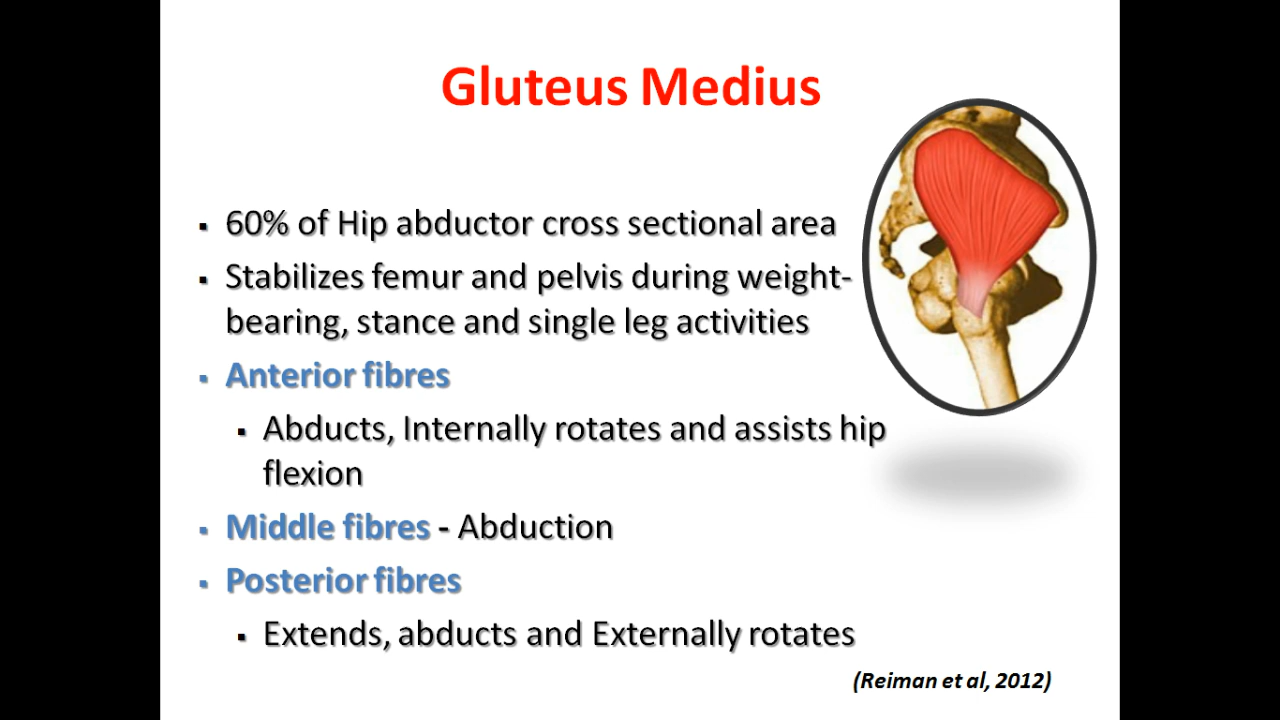 Gluteus Medius
▪ 60% of Hip abductor cross sectional area
▪ Stabilizes femur and pelvis during weight-
bearing, stance and single leg activities
▪ Anterior fibres
▪ Abducts, Internally rotates and assists hip
flexion
▪ Middle fibres - Abduction
▪ Posterior fibres
▪ Extends, abducts and Externally rotates
(Reiman et al, 2012)